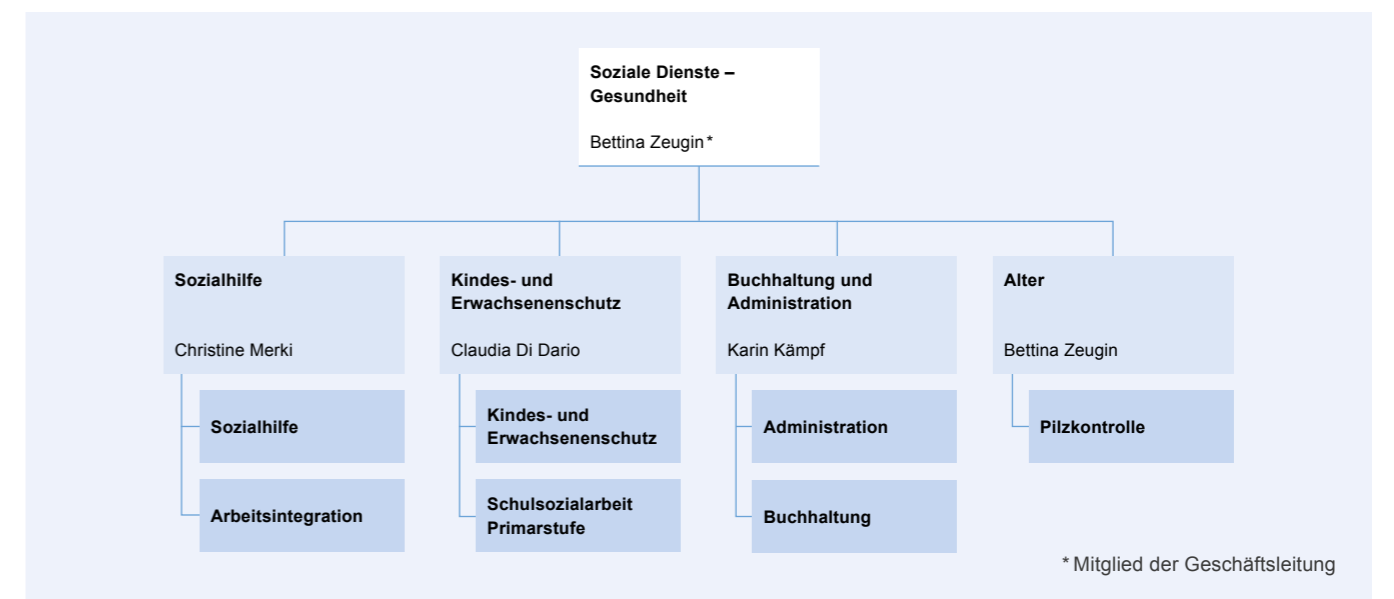 Soziale Dienste –
Gesundheit
Bettina Zeugin*
Sozialhilfe
Christine Merki
Sozialhilfe
Arbeitsintegration
Kindes- und
Erwachsenenschutz
Claudia Di Dario
Kindes- und
Erwachsenenschutz
Schulsozialarbeit
Primarstufe
Buchhaltung und
Administration
Karin Kämpf
Administration
Buchhaltung
Alter
Bettina Zeugin
Pilzkontrolle
* Mitglied der Geschäftsleitung